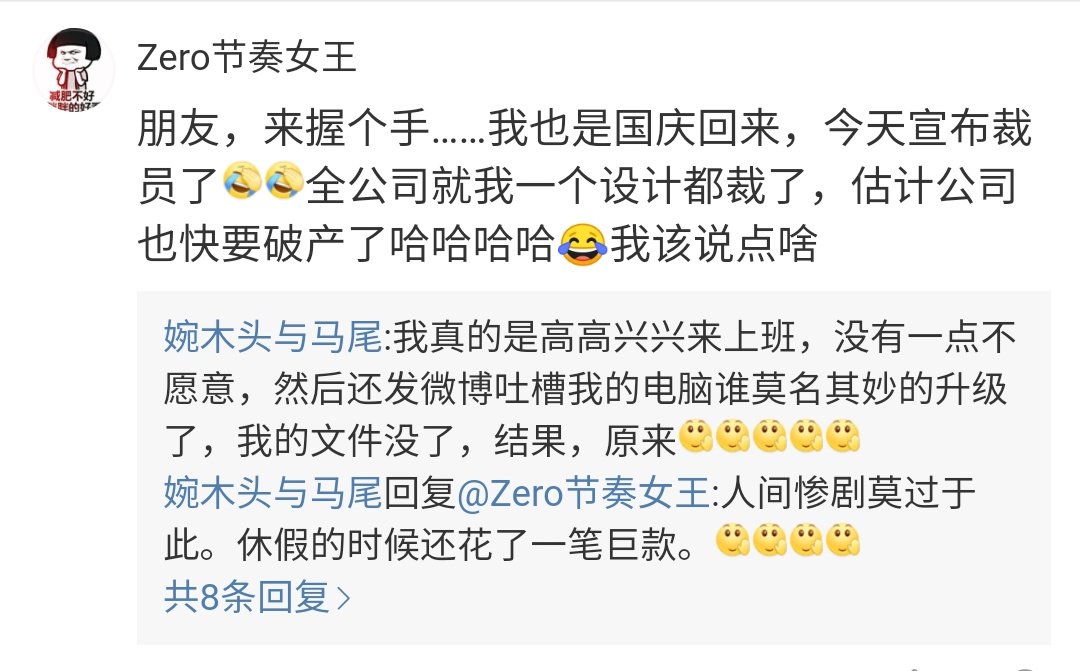 Zero节奏女王
减肥不好
朋友，来握个手……我也是国庆回来，今天宣布裁
员了🤣🤣全公司就我一个设计都裁了，估计公司
也快要破产了哈哈哈哈😂我该说点啥
婉木头与马尾:我真的是高高兴兴来上班，没有一点不
愿意，然后还发微博吐槽我的电脑谁莫名其妙的升级
了，我的文件没了，结果，原来
婉木头与马尾回复@Zero节奏女王:人间惨剧莫过于
此。休假的时候还花了一笔巨款。
共8条回复>